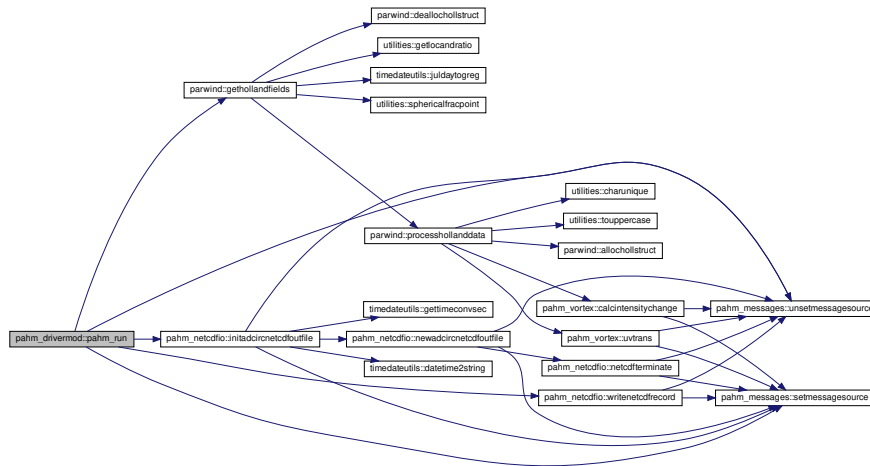 parwind::deallochollstruct
utilities::getlocandratio
timedateutils::juldaytogreg
parwind::gethollandfields
utilities::sphericalfracpoint
utilities::charunique
utilities::touppercase
parwind::processhollanddata
parwind::allochollstruct
timedateutils::gettimeconvsec
pahm_vortex::calcintensitychange
pahm_messages::unsetmessagesource
pahm_drivermod::pahm_run
pahm_netcdfio::initadcircnetcdfoutfile
pahm_netcdfio::newadcircnetcdfoutfile
pahm_vortex::uvtrans
timedateutils::datetime2string
pahm_netcdfio::netcdfterminate
pahm_netcdfio::writenetcdfrecord
pahm_messages::setmessagesource